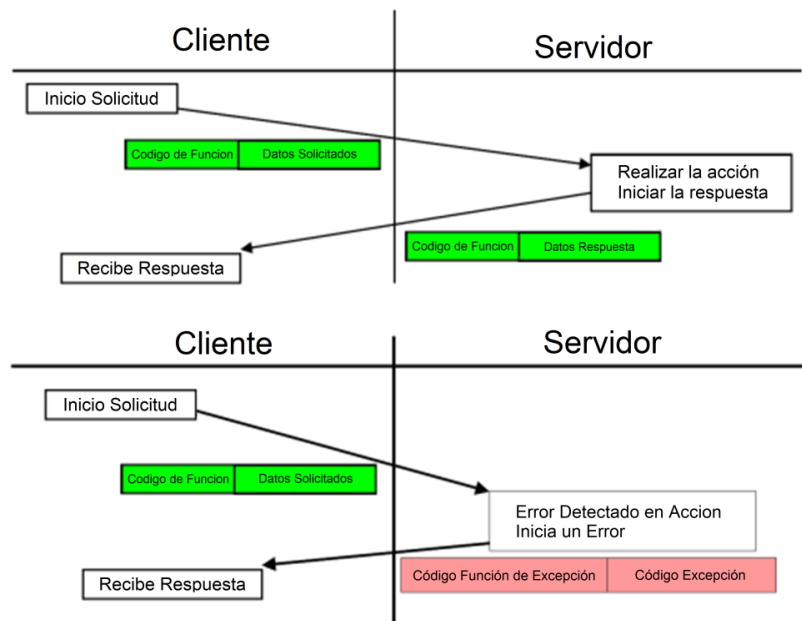 Cliente
Servidor
Inicio Solicitud
Codigo de Funcion
Datos Solicitados
Realizar la acción
Iniciar la respuesta
Codigo de Funcion
Datos Respuesta
Recibe Respuesta
Cliente
Servidor
Inicio Solicitud
Codigo de Funcion
Datos Solicitados
Error Detectado en Accion
Inicia un Error
Código Función de Excepción
Código Excepción
Recibe Respuesta